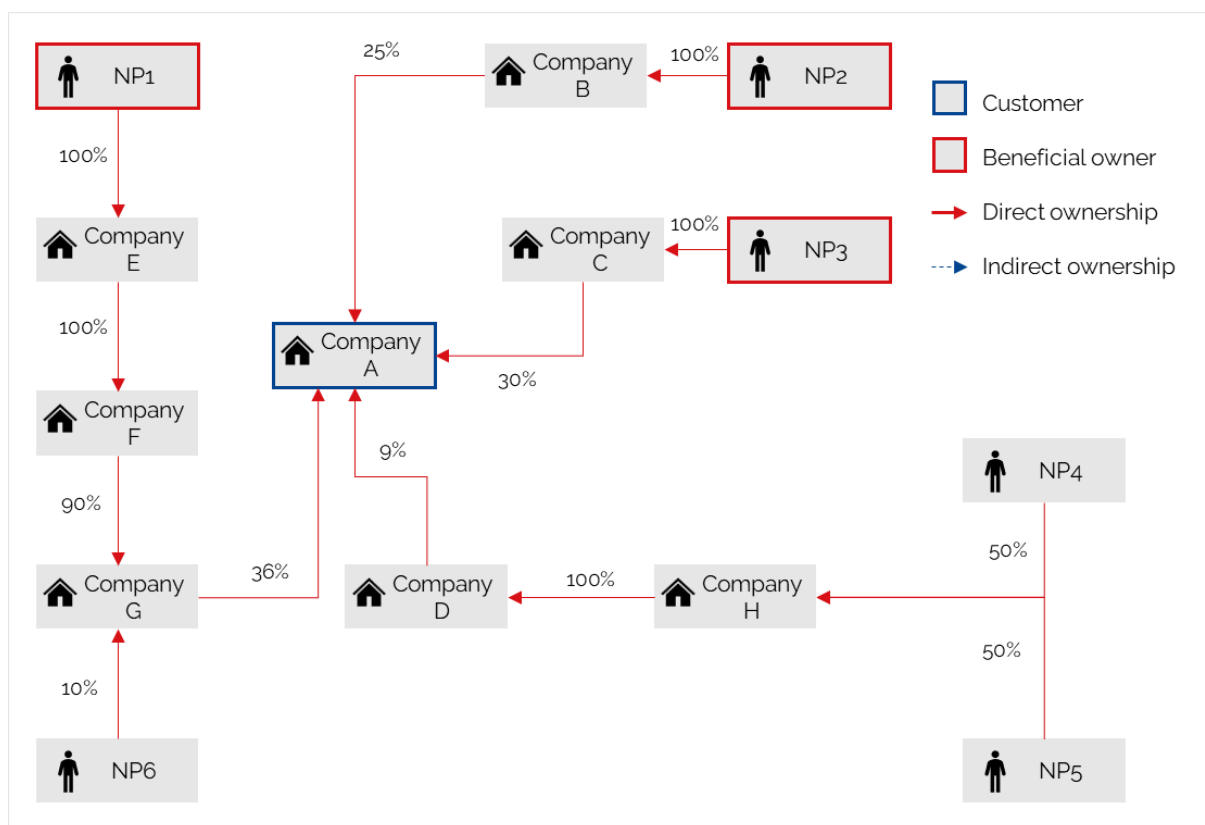 NP1
25%
Company
B
100%
NP2
Customer
Beneficial owner
Direct ownership
Indirect ownership
100%
Company
E
Company
C
100%
NP3
100%
Company
A
30%
Company
F
9%
NP4
90%
50%
Company
G
36%
Company
D
100%
Company
H
50%
10%
NP6
NP5